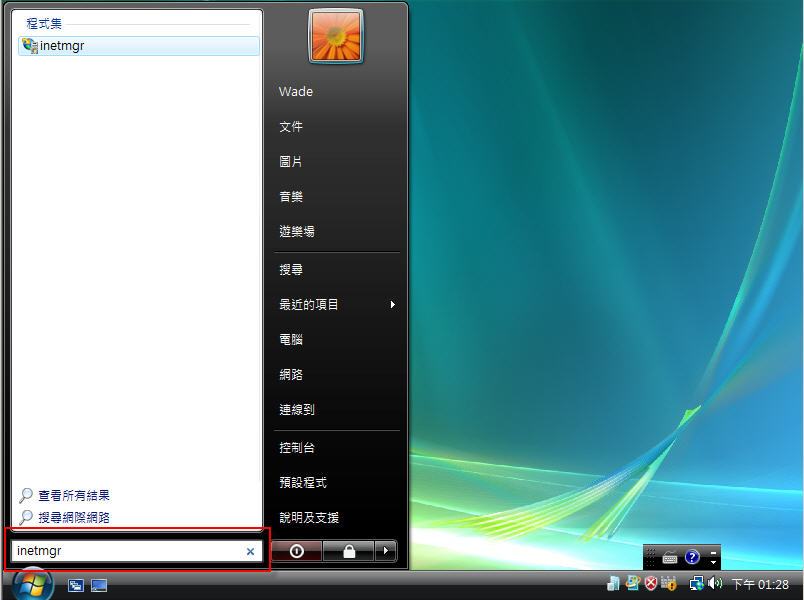 程式集
inetmgr
查看所有結果
搜尋網際網路
inetmgr
Wade
文件
圖片
音樂
遊樂場
搜尋
最近的項目
電腦
網路
連線到
控制台
預設程式
說明及支援
下午 01:28